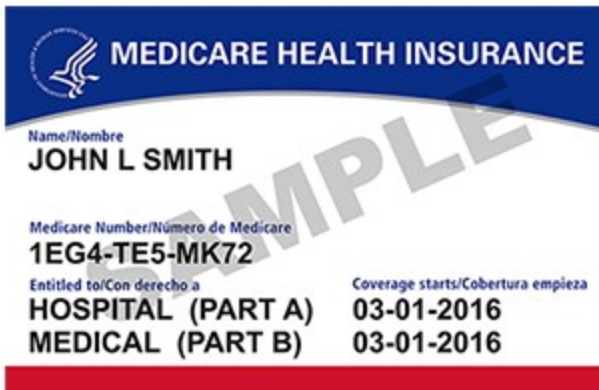 MEDICARE HEALTH INSURANCE
Name/Nombre
JOHN L SMITH
SAMPLE
Medicare Number/Número de Medicare
1EG4-TE5-MK72
Entitled to/Con derecho a
Coverage starts/Cobertura empieza
HOSPITAL (PART A) 03-01-2016
MEDICAL (PART B) 03-01-2016